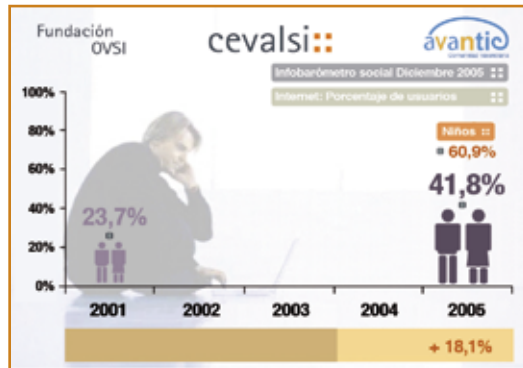 Fundación
OVSI
cevalsi::
avantic
Infobarómetro social Diciembre 2005 ::
Internet: Porcentaje de usuarios ::
100%
80%
60%
40%
20%
0%
Niños ::
60,9%
41,8%
23,7%
2001 2002 2003 2004 2005
+ 18,1%